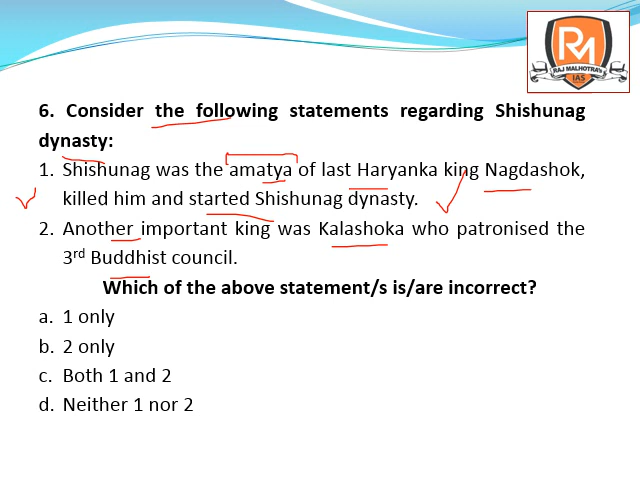 RM
RAJ MALHOTRA'S
IAS
6. Consider the following statements regarding Shishunag
dynasty:
1. Shishunag was the amatya of last Haryanka king Nagdashok,
killed him and started Shishunag dynasty.
2. Another important king was Kalashoka who patronised the
3rd Buddhist council.
Which of the above statement/s is/are incorrect?
a. 1 only
b. 2 only
c. Both 1 and 2
d. Neither 1 nor 2